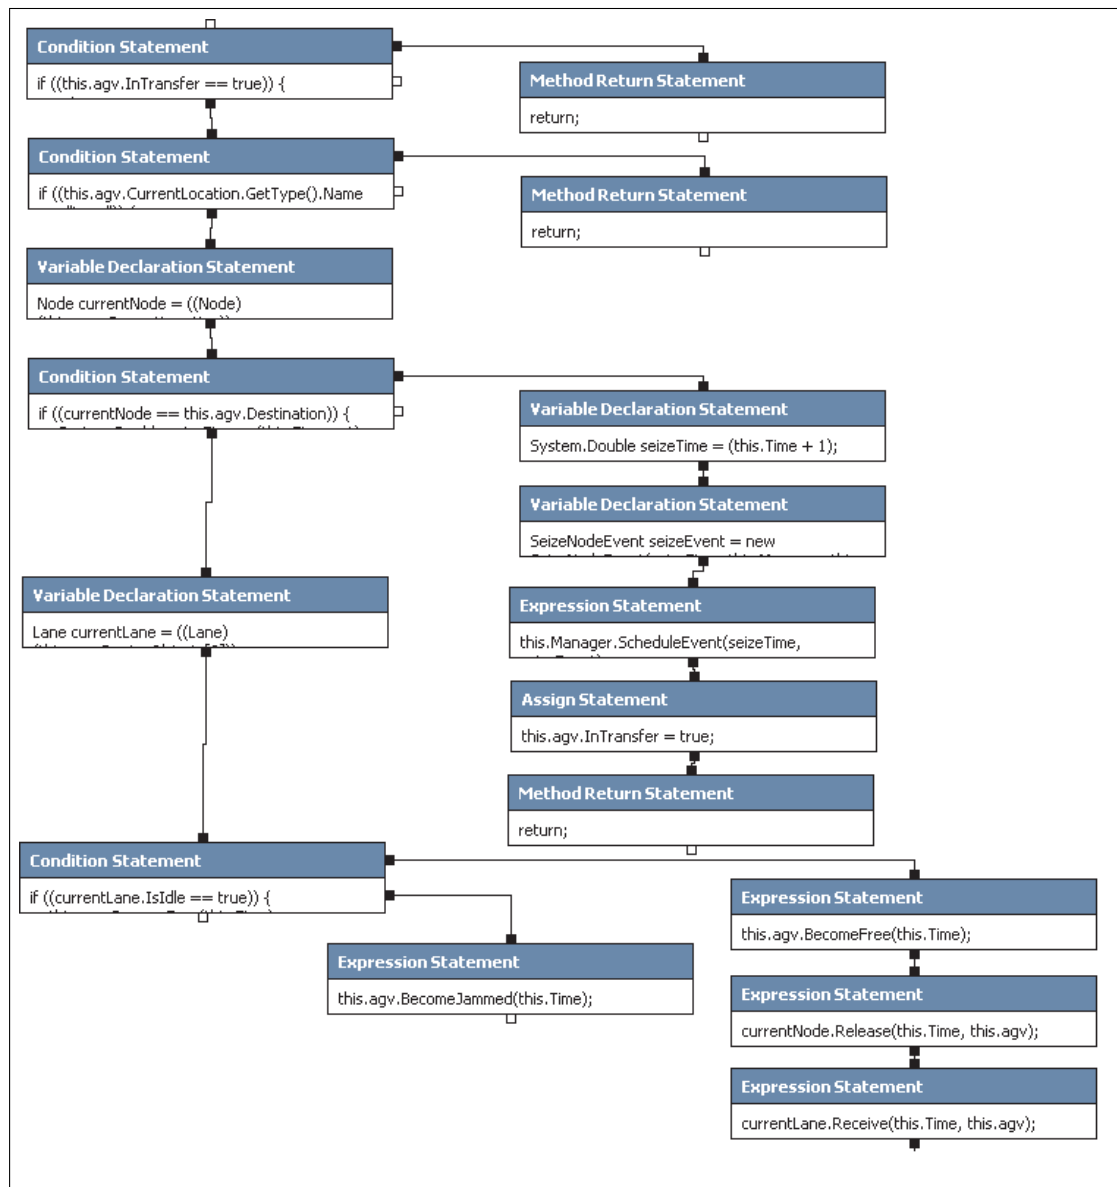 Condition Statement
if ((this.agv.InTransfer == true)) {
Method Return Statement
return;
Condition Statement
if ((this.agv.CurrentLocation.GetType().Name
Method Return Statement
return;
Variable Declaration Statement
Node currentNode = ((Node)
Condition Statement
if ((currentNode == this.agv.Destination)) {
Variable Declaration Statement
System.Double seizeTime = (this.Time + 1);
Variable Declaration Statement
SeizeNodeEvent seizeEvent = new
Variable Declaration Statement
Lane currentLane = ((Lane)
Expression Statement
this.Manager.ScheduleEvent(seizeTime,
Assign Statement
this.agv.InTransfer = true;
Method Return Statement
return;
Condition Statement
if ((currentLane.IsIdle == true)) {
Expression Statement
this.agv.BecomeJammed(this.Time);
Expression Statement
this.agv.BecomeFree(this.Time);
Expression Statement
currentNode.Release(this.Time, this.agv);
Expression Statement
currentLane.Receive(this.Time, this.agv);